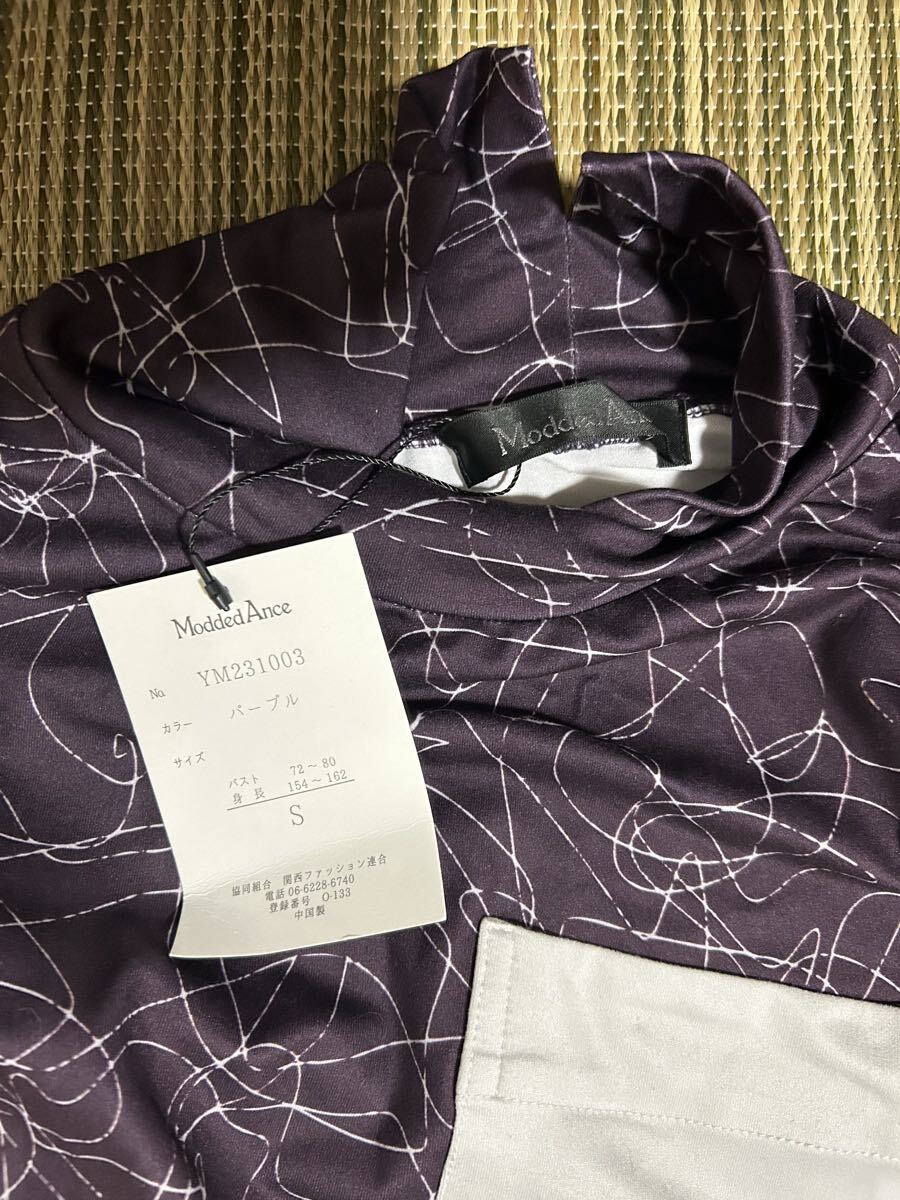 ModdedAnce
ModdedAnce
No. YM231003
カラー パープル
サイズ
バスト 72～80
身長 154～162
S
協同組合 関西ファッション連合
電話 06-6228-6740
登録番号 O-133
中国製